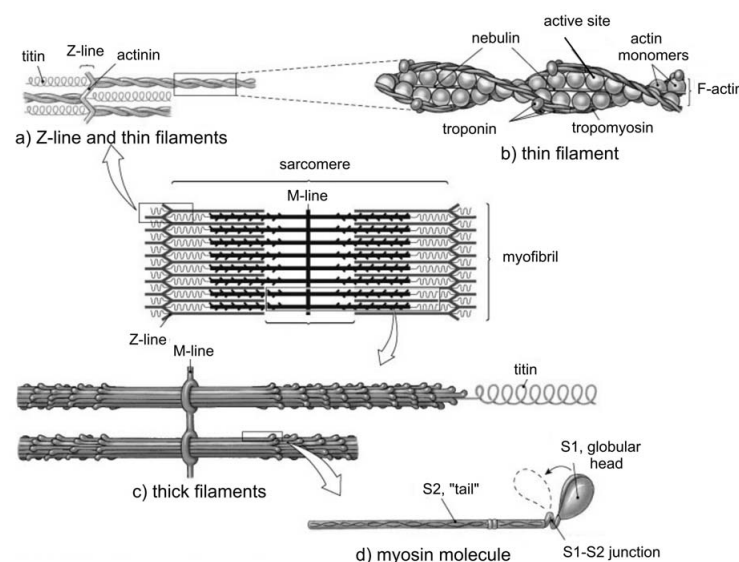 titin
Z-line
actinin
a) Z-line and thin filaments
nebulin
active site
actin
monomers
F-actin
troponin
tropomyosin
b) thin filament
sarcomere
M-line
myofibril
Z-line
M-line
titin
c) thick filaments
S1, globular
head
S2, "tail"
S1-S2 junction
d) myosin molecule